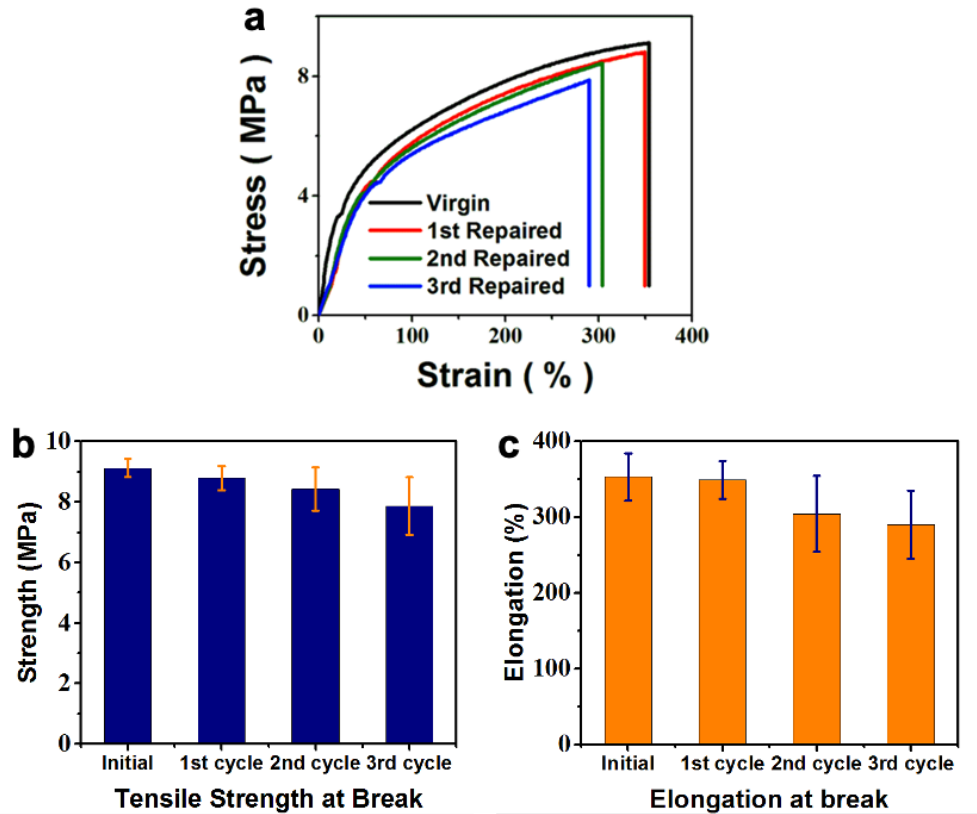 a
Stress ( MPa )
8
4
0
Virgin
1st Repaired
2nd Repaired
3rd Repaired
0 100 200 300 400
Strain ( % )
b
Strength (MPa)
10
8
6
4
2
0
Initial 1st cycle 2nd cycle 3rd cycle
Tensile Strength at Break
c
Elongation (%)
400
300
200
100
0
Initial 1st cycle 2nd cycle 3rd cycle
Elongation at break